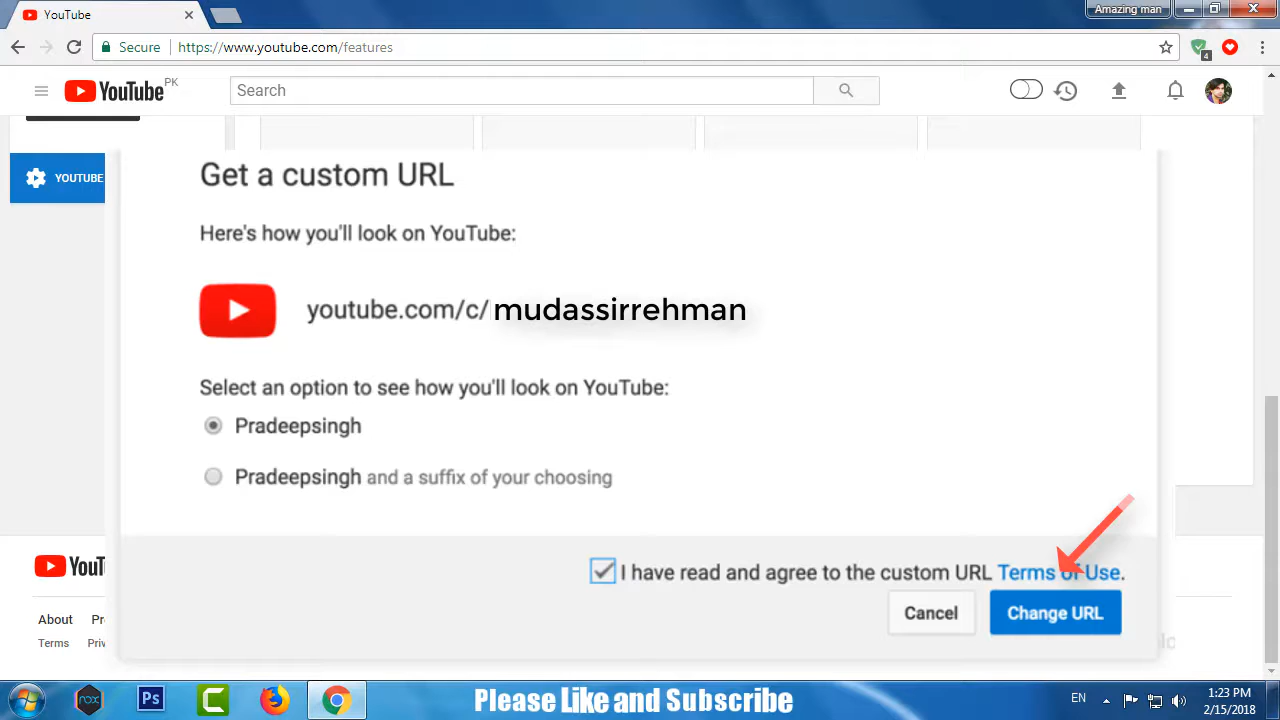 YouTube
Amazing man
Secure
https://www.youtube.com/features
4
YouTube PK
Search
YOUTUBE
Get a custom URL
Here's how you'll look on YouTube:
youtube.com/c/ mudassirrehman
Select an option to see how you'll look on YouTube:
Pradeepsingh
Pradeepsingh and a suffix of your choosing
I have read and agree to the custom URL Terms of Use.
Cancel
Change URL
About
Terms
nox
Ps
Please Like and Subscribe
EN
1:23 PM
2/15/2018